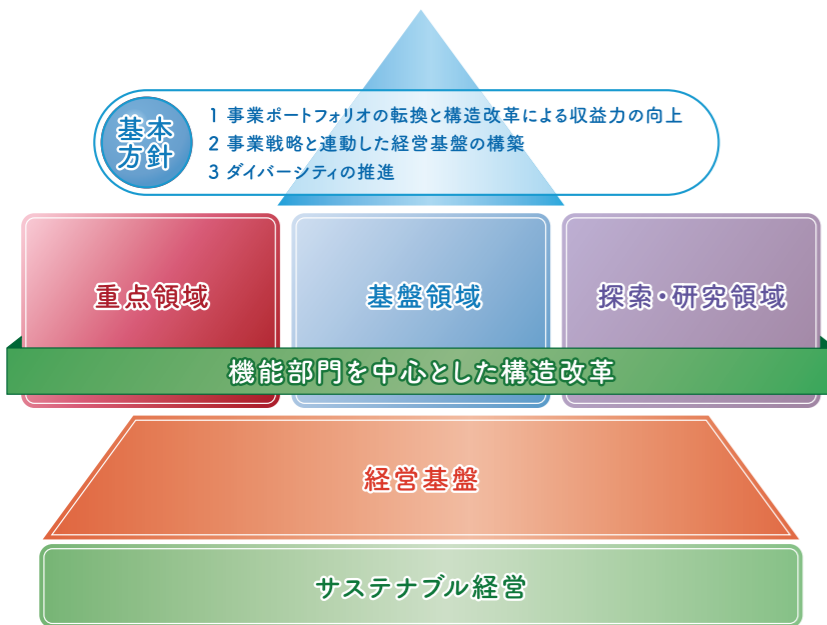 基本
方針
1 事業ポートフォリオの転換と構造改革による収益力の向上
2 事業戦略と連動した経営基盤の構築
3 ダイバーシティの推進
重点領域
基盤領域
探索・研究領域
機能部門を中心とした構造改革
経営基盤
サステナブル経営